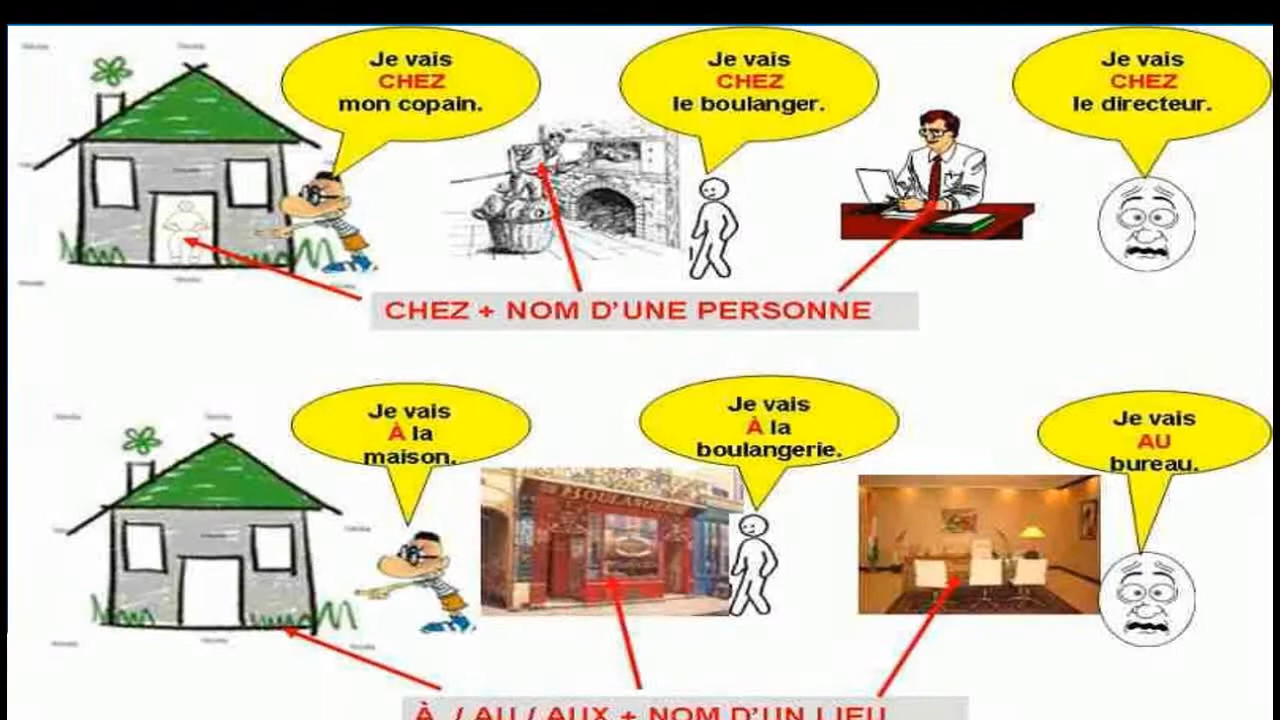 Je vais
CHEZ
mon copain.
Je vais
CHEZ
le boulanger.
Je vais
CHEZ
le directeur.
CHEZ + NOM D'UNE PERSONNE
Je vais
À la
maison.
Je vais
À la
boulangerie.
Je vais
AU
bureau.
À / AU / AUX + NOM D'UN LIEU